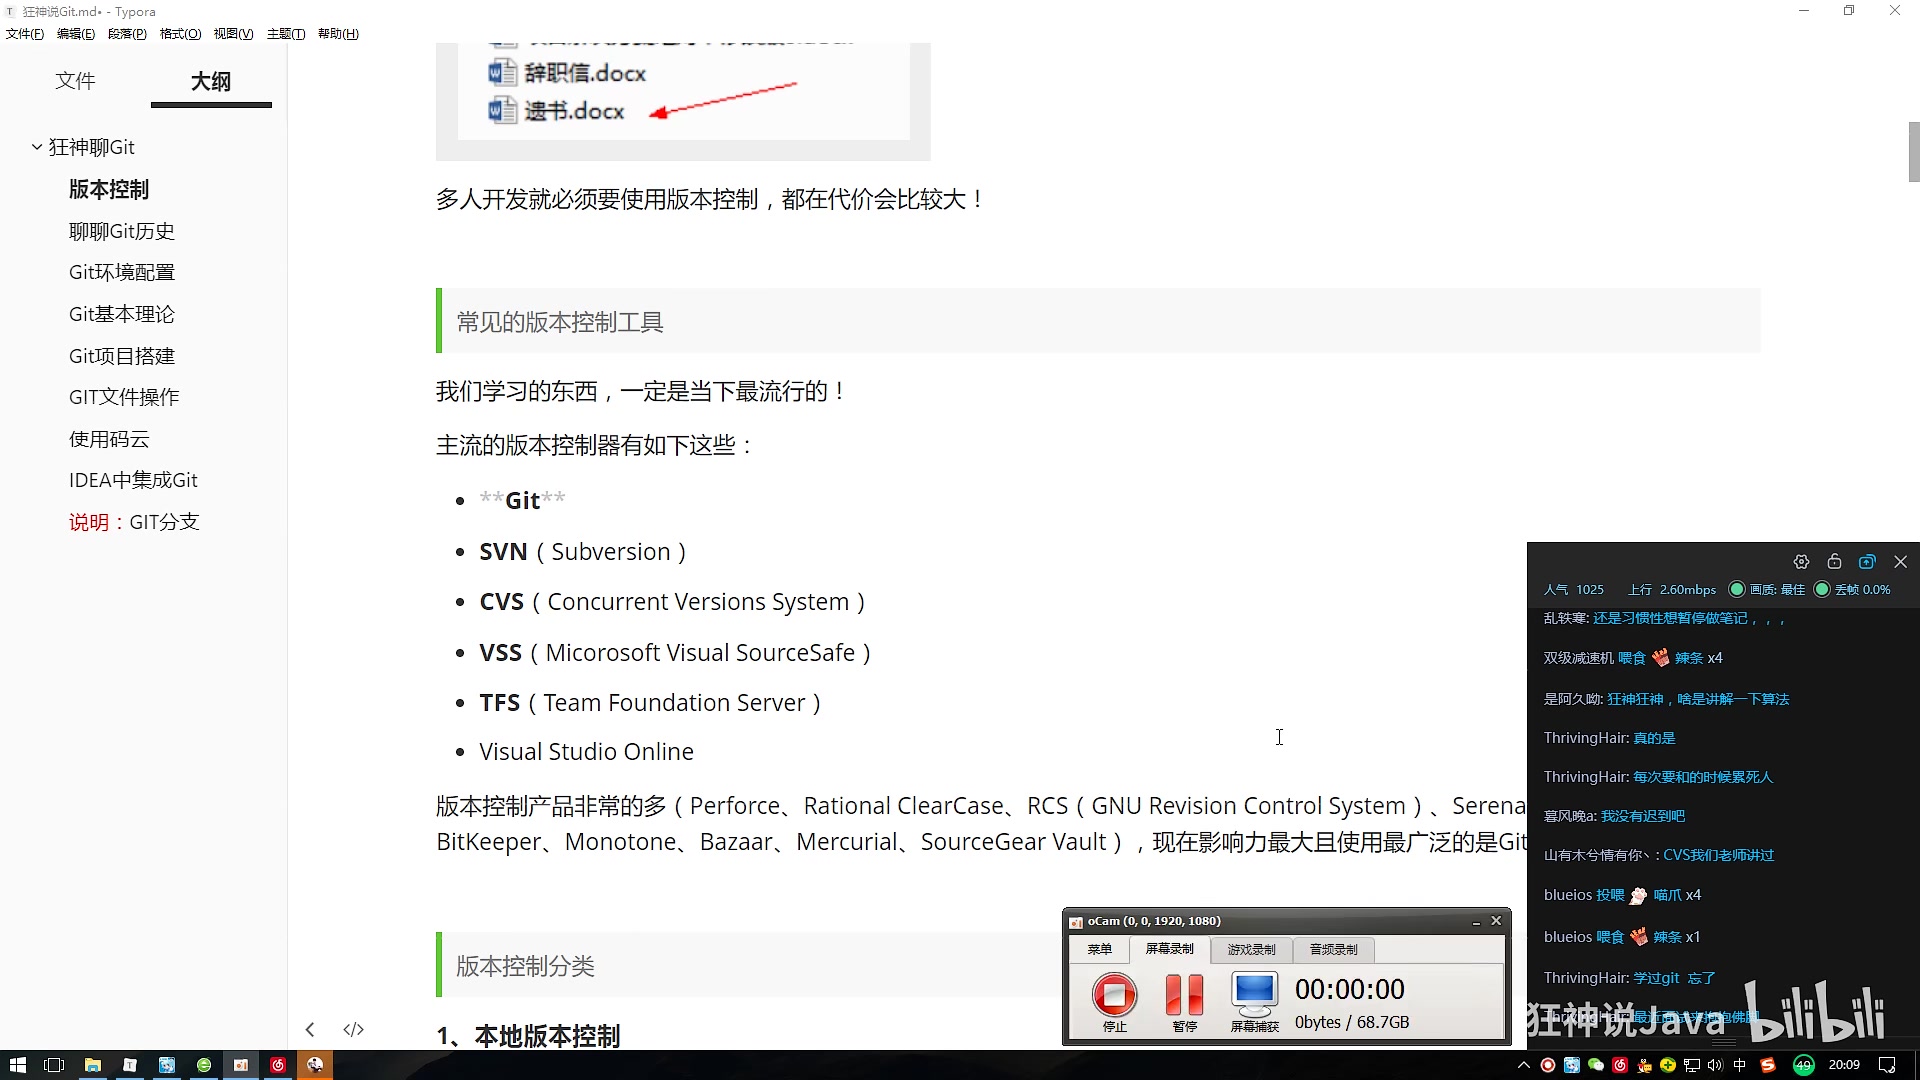 狂神说Git.md• - Typora
文件(F) 编辑(E) 段落(P) 格式(O) 视图(V) 主题(T) 帮助(H)
文件 大纲
狂神聊Git
版本控制
聊聊Git历史
Git环境配置
Git基本理论
Git项目搭建
GIT文件操作
使用码云
IDEA中集成Git
说明：GIT分支
辞职信.docx
遗书.docx
多人开发就必须要使用版本控制，都在代价会比较大！
常见的版本控制工具
我们学习的东西，一定是当下最流行的！
主流的版本控制器有如下这些：
**Git**
SVN（Subversion）
CVS（Concurrent Versions System）
VSS（Micorosoft Visual SourceSafe）
TFS（Team Foundation Server）
Visual Studio Online
版本控制产品非常的多（Perforce、Rational ClearCase、RCS（GNU Revision Control System）、Serena
BitKeeper、Monotone、Bazaar、Mercurial、SourceGear Vault），现在影响力最大且使用最广泛的是Git
版本控制分类
1、本地版本控制
人气 1025 上行 2.60mbps 画质: 最佳 丢帧 0.0%
乱轶寒: 还是习惯性想暂停做笔记，，，
双级减速机 喂食 辣条 x4
是阿久呦: 狂神狂神，啥是讲解一下算法
ThrivingHair: 真的是
ThrivingHair: 每次要和的时候累死人
暮风晚a: 我没有迟到吧
山有木兮情有你丶: CVS我们老师讲过
blueios 投喂 喵爪 x4
blueios 喂食 辣条 x1
ThrivingHair: 学过git 忘了
狂神说Java bilibili
oCam (0, 0, 1920, 1080)
菜单 屏幕录制 游戏录制 音频录制
停止 暂停 屏幕捕获
00:00:00
0bytes / 68.7GB
中 49 20:09